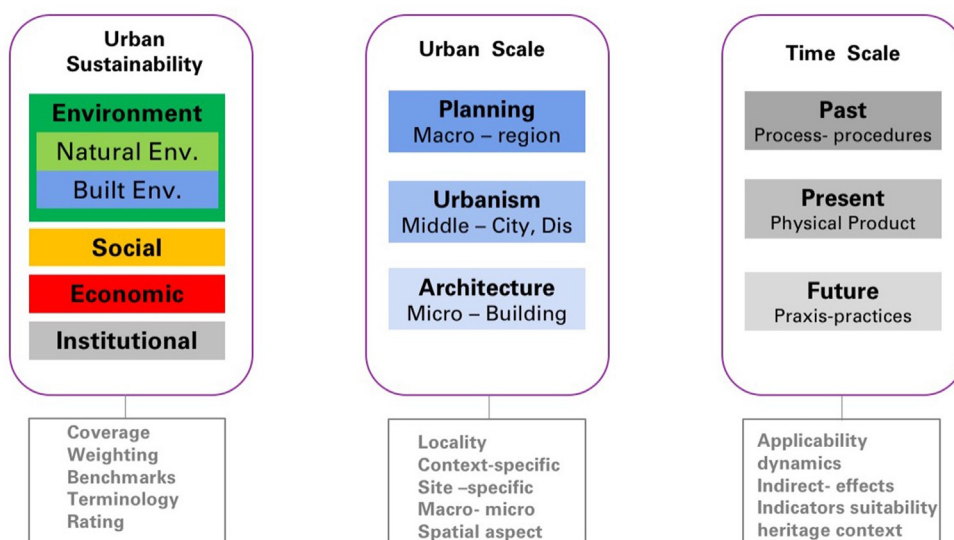 Urban
Sustainability
Environment
Natural Env.
Built Env.
Social
Economic
Institutional
Coverage
Weighting
Benchmarks
Terminology
Rating
Urban Scale
Planning
Macro – region
Urbanism
Middle – City, Dis
Architecture
Micro – Building
Locality
Context-specific
Site –specific
Macro- micro
Spatial aspect
Time Scale
Past
Process- procedures
Present
Physical Product
Future
Praxis-practices
Applicability
dynamics
Indirect- effects
Indicators suitability
heritage context